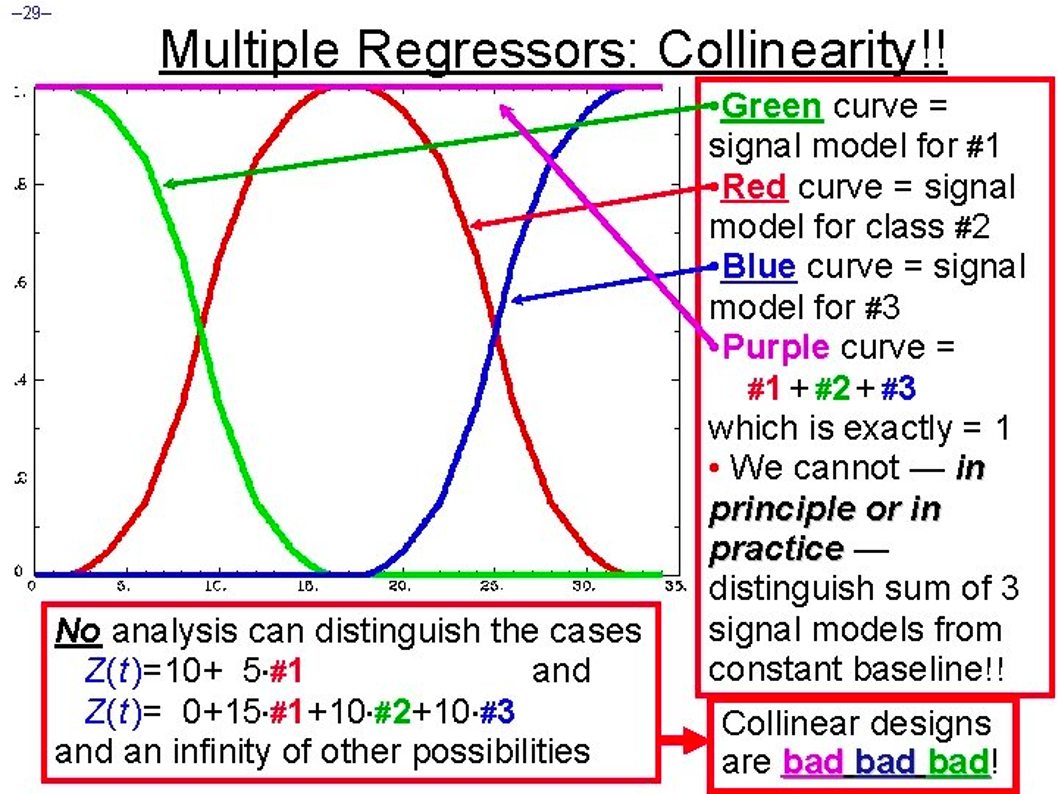 –29–
Multiple Regressors: Collinearity!!
1.
.8
.6
.4
.2
0
0 5. 10. 15. 20. 25. 30. 35.
•Green curve =
signal model for #1
•Red curve = signal
model for class #2
•Blue curve = signal
model for #3
•Purple curve =
#1 + #2 + #3
which is exactly = 1
• We cannot — in
principle or in
practice —
distinguish sum of 3
signal models from
constant baseline!!
No analysis can distinguish the cases
Z(t)=10+ 5·#1 and
Z(t)= 0+15·#1+10·#2+10·#3
and an infinity of other possibilities
Collinear designs
are bad bad bad!